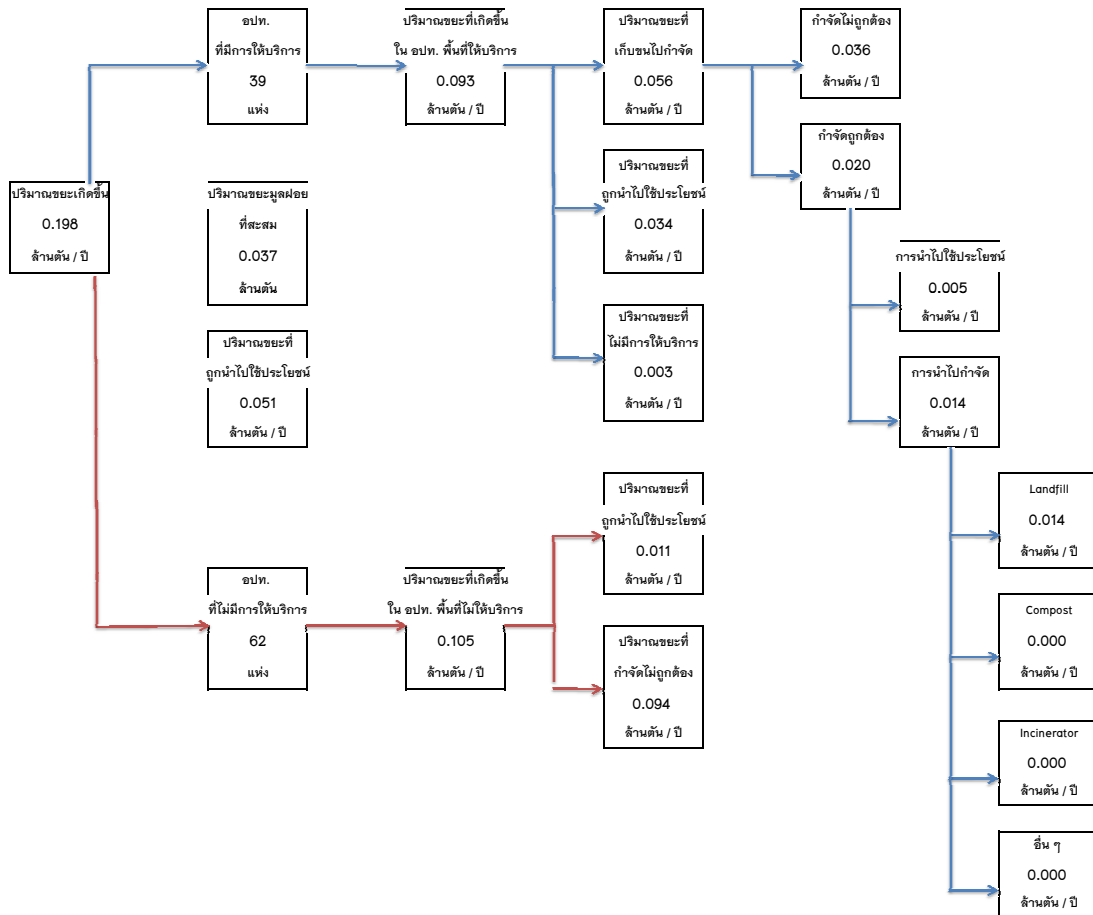 อปท.
ที่มีการให้บริการ
39
แห่ง
ปริมาณขยะที่เกิดขึ้น
ใน อปท. พื้นที่ให้บริการ
0.093
ล้านตัน / ปี
ปริมาณขยะที่
เก็บขนไปกำจัด
0.056
ล้านตัน / ปี
กำจัดไม่ถูกต้อง
0.036
ล้านตัน / ปี
กำจัดถูกต้อง
0.020
ล้านตัน / ปี
ปริมาณขยะเกิดขึ้น
0.198
ล้านตัน / ปี
ปริมาณขยะมูลฝอย
ที่สะสม
0.037
ล้านตัน
ปริมาณขยะที่
ถูกนำไปใช้ประโยชน์
0.034
ล้านตัน / ปี
การนำไปใช้ประโยชน์
0.005
ล้านตัน / ปี
ปริมาณขยะที่
ถูกนำไปใช้ประโยชน์
0.051
ล้านตัน / ปี
ปริมาณขยะที่
ไม่มีการให้บริการ
0.003
ล้านตัน / ปี
การนำไปกำจัด
0.014
ล้านตัน / ปี
ปริมาณขยะที่
ถูกนำไปใช้ประโยชน์
0.011
ล้านตัน / ปี
Landfill
0.014
ล้านตัน / ปี
อปท.
ที่ไม่มีการให้บริการ
62
แห่ง
ปริมาณขยะที่เกิดขึ้น
ใน อปท. พื้นที่ไม่ให้บริการ
0.105
ล้านตัน / ปี
ปริมาณขยะที่
กำจัดไม่ถูกต้อง
0.094
ล้านตัน / ปี
Compost
0.000
ล้านตัน / ปี
Incinerator
0.000
ล้านตัน / ปี
อื่น ๆ
0.000
ล้านตัน / ปี